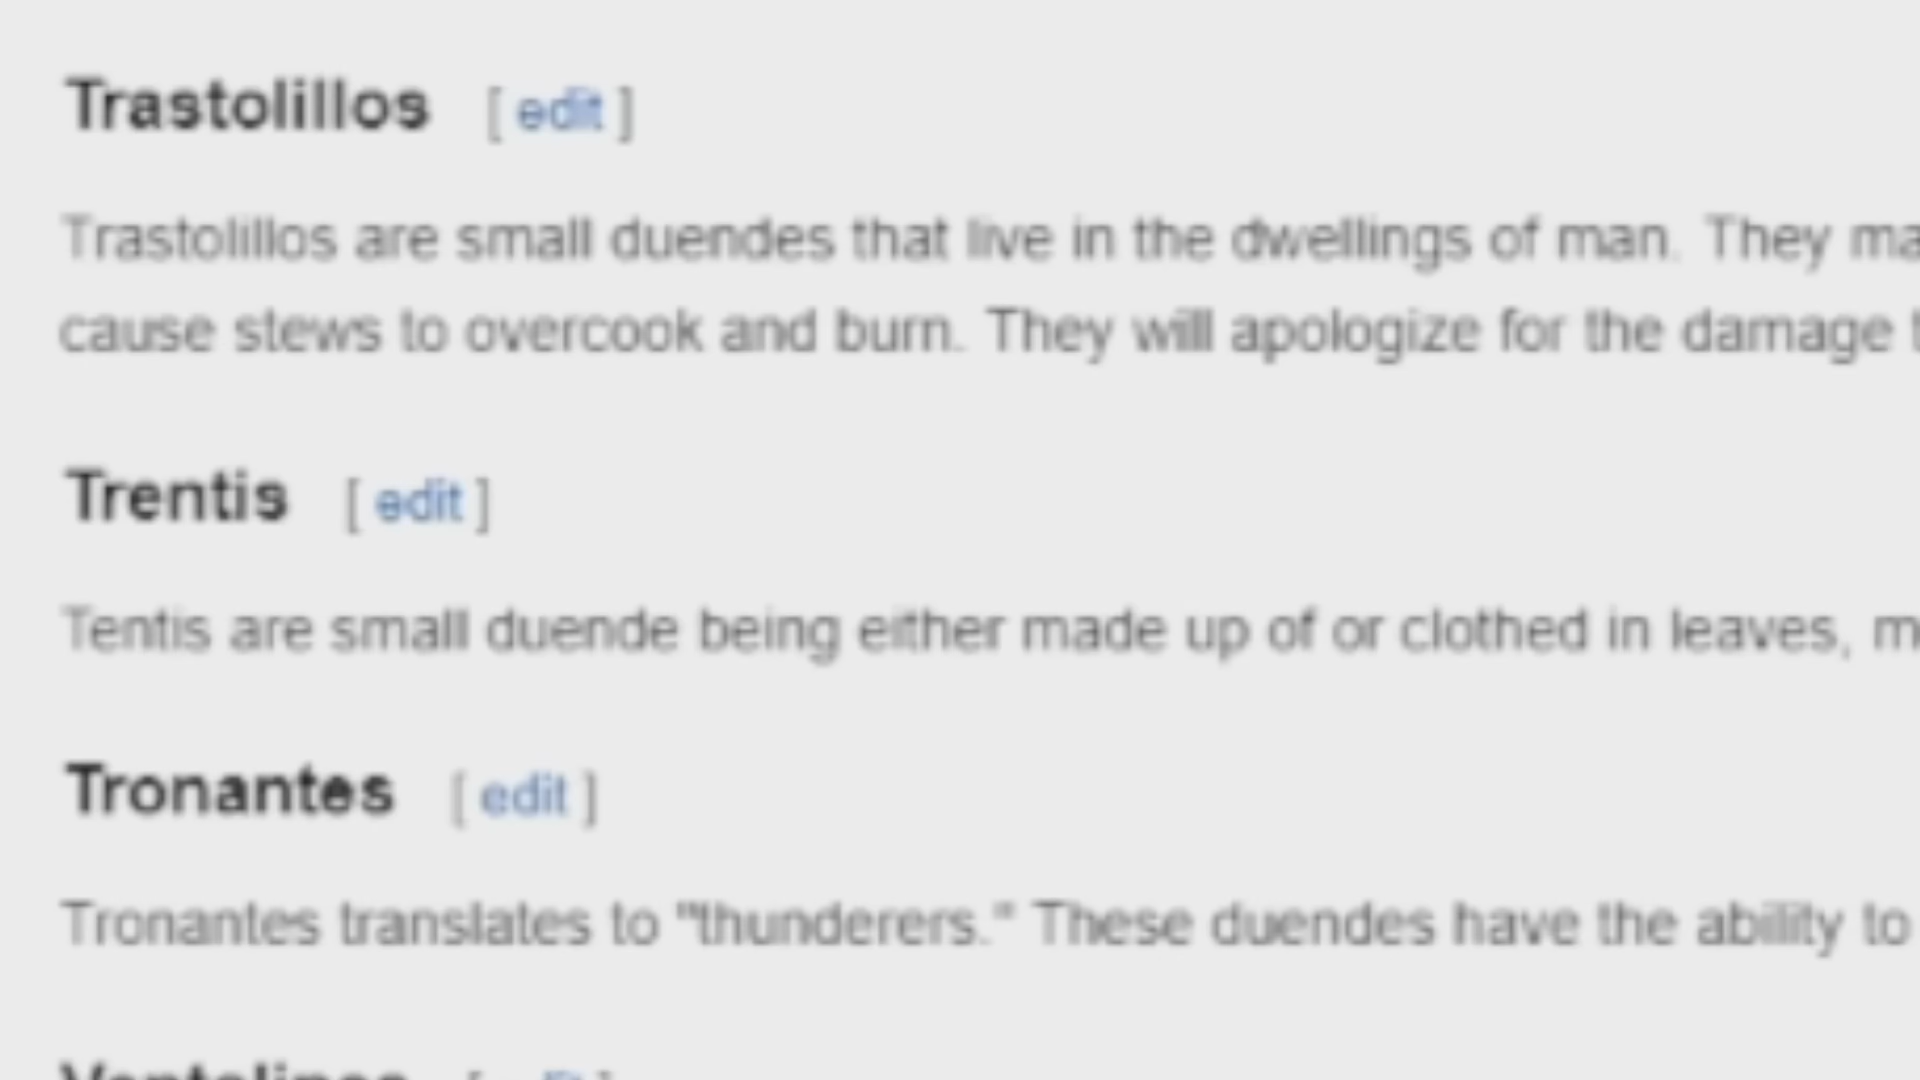 Trastolillos [ edit ]
Trastolillos are small duendes that live in the dwellings of man. They
cause stews to overcook and burn. They will apologize for the damage
Trentis [ edit ]
Tentis are small duende being either made up of or clothed in leaves,
Tronantes [ edit ]
Tronantes translates to "thunderers." These duendes have the ability to